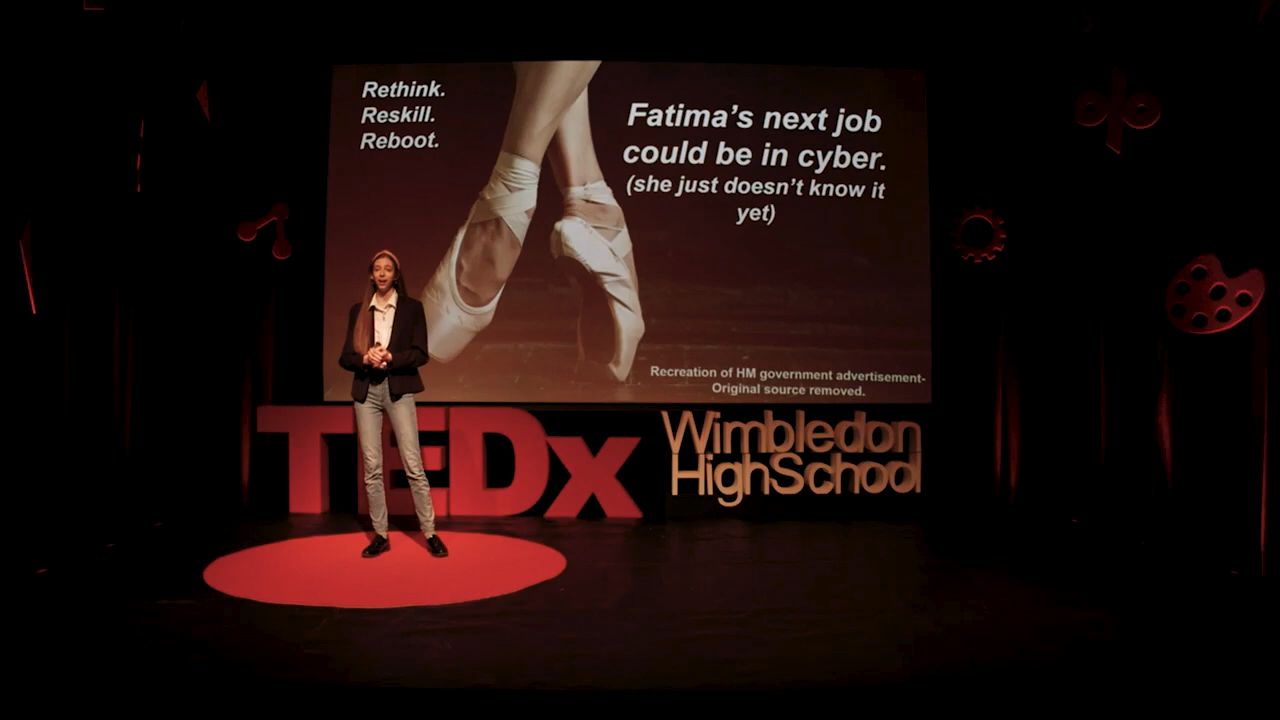 Rethink.
Reskill.
Reboot.
Fatima's next job
could be in cyber.
(she just doesn't know it
yet)
Recreation of HM government advertisement-
Original source removed.
TEDx
Wimbledon
HighSchool